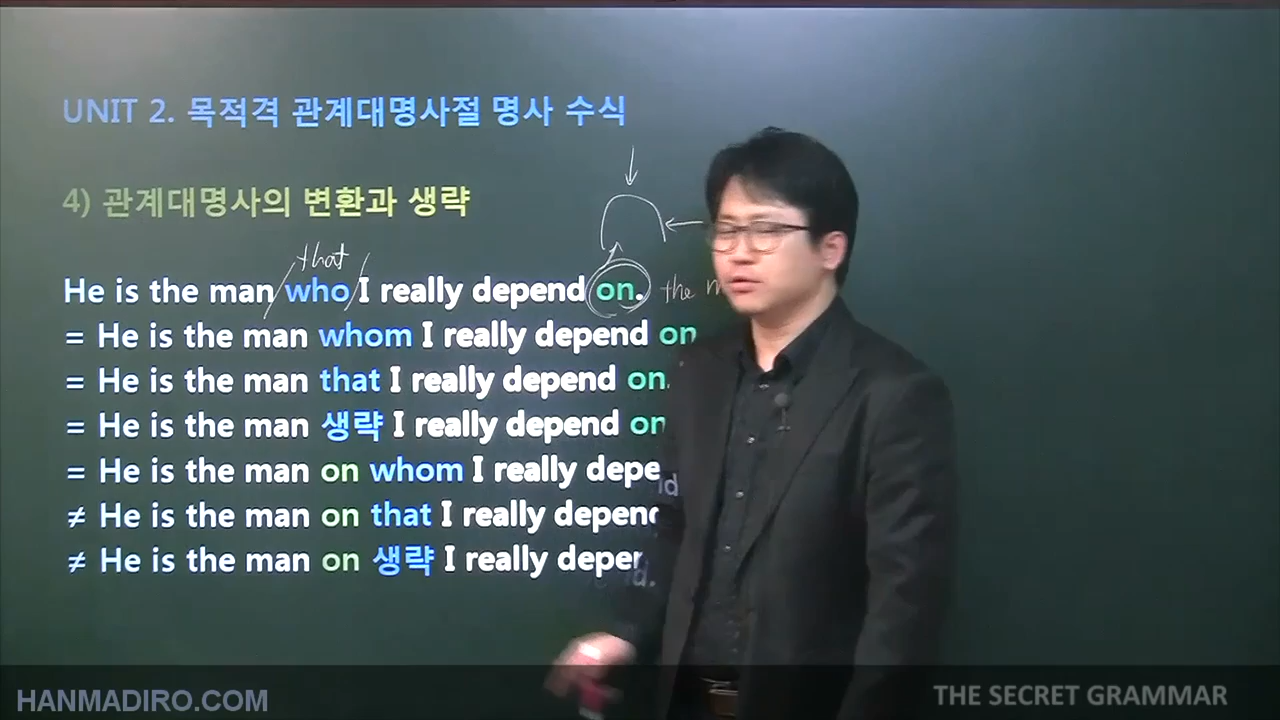 UNIT 2. 목적격 관계대명사절 명사 수식
4) 관계대명사의 변환과 생략
that
He is the man who I really depend on. the
= He is the man whom I really depend on
= He is the man that I really depend on.
= He is the man 생략 I really depend on
= He is the man on whom I really depe
≠ He is the man on that I really depend
≠ He is the man on 생략 I really depen
HANMADIRO.COM
THE SECRET GRAMMAR